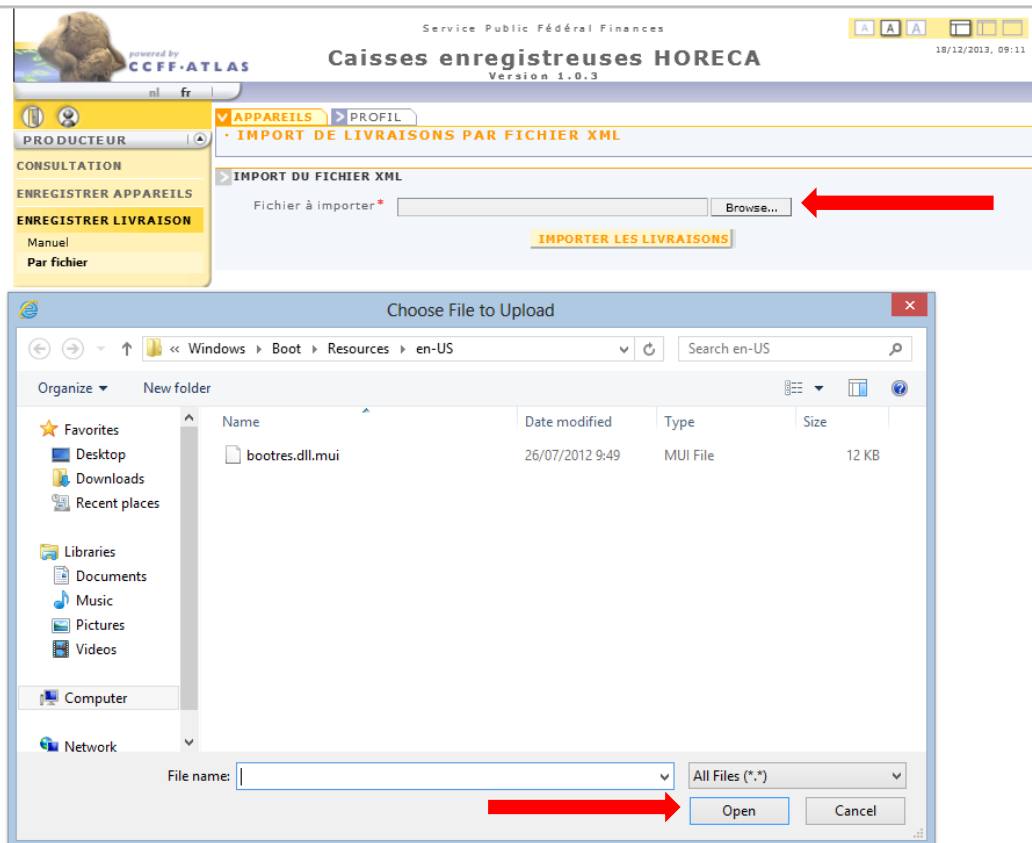 Service Public Fédéral Finances
A A A
powered by
CCFF-ATLAS
Caisses enregistreuses HORECA
Version 1.0.3
18/12/2013, 09:11
nl fr
APPAREILS PROFIL
PRODUCTEUR
· IMPORT DE LIVRAISONS PAR FICHIER XML
CONSULTATION
ENREGISTRER APPAREILS
ENREGISTRER LIVRAISON
Manuel
Par fichier
IMPORT DU FICHIER XML
Fichier à importer* Browse...
IMPORTER LES LIVRAISONS
Choose File to Upload
« Windows Boot Resources en-US Search en-US
Organize New folder
Name Date modified Type Size
bootres.dll.mui 26/07/2012 9:49 MUI File 12 KB
Favorites
Desktop
Downloads
Recent places
Libraries
Documents
Music
Pictures
Videos
Computer
Network
File name: All Files (*.*)
Open Cancel